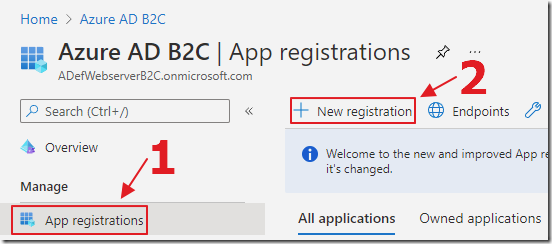 Home > Azure AD B2C
Azure AD B2C | App registrations
ADefWebserverB2C.onmicrosoft.com
Search (Ctrl+/)
«
Overview
Manage
App registrations
1
2
+ New registration
Endpoints
Welcome to the new and improved App re
it's changed.
All applications
Owned applications